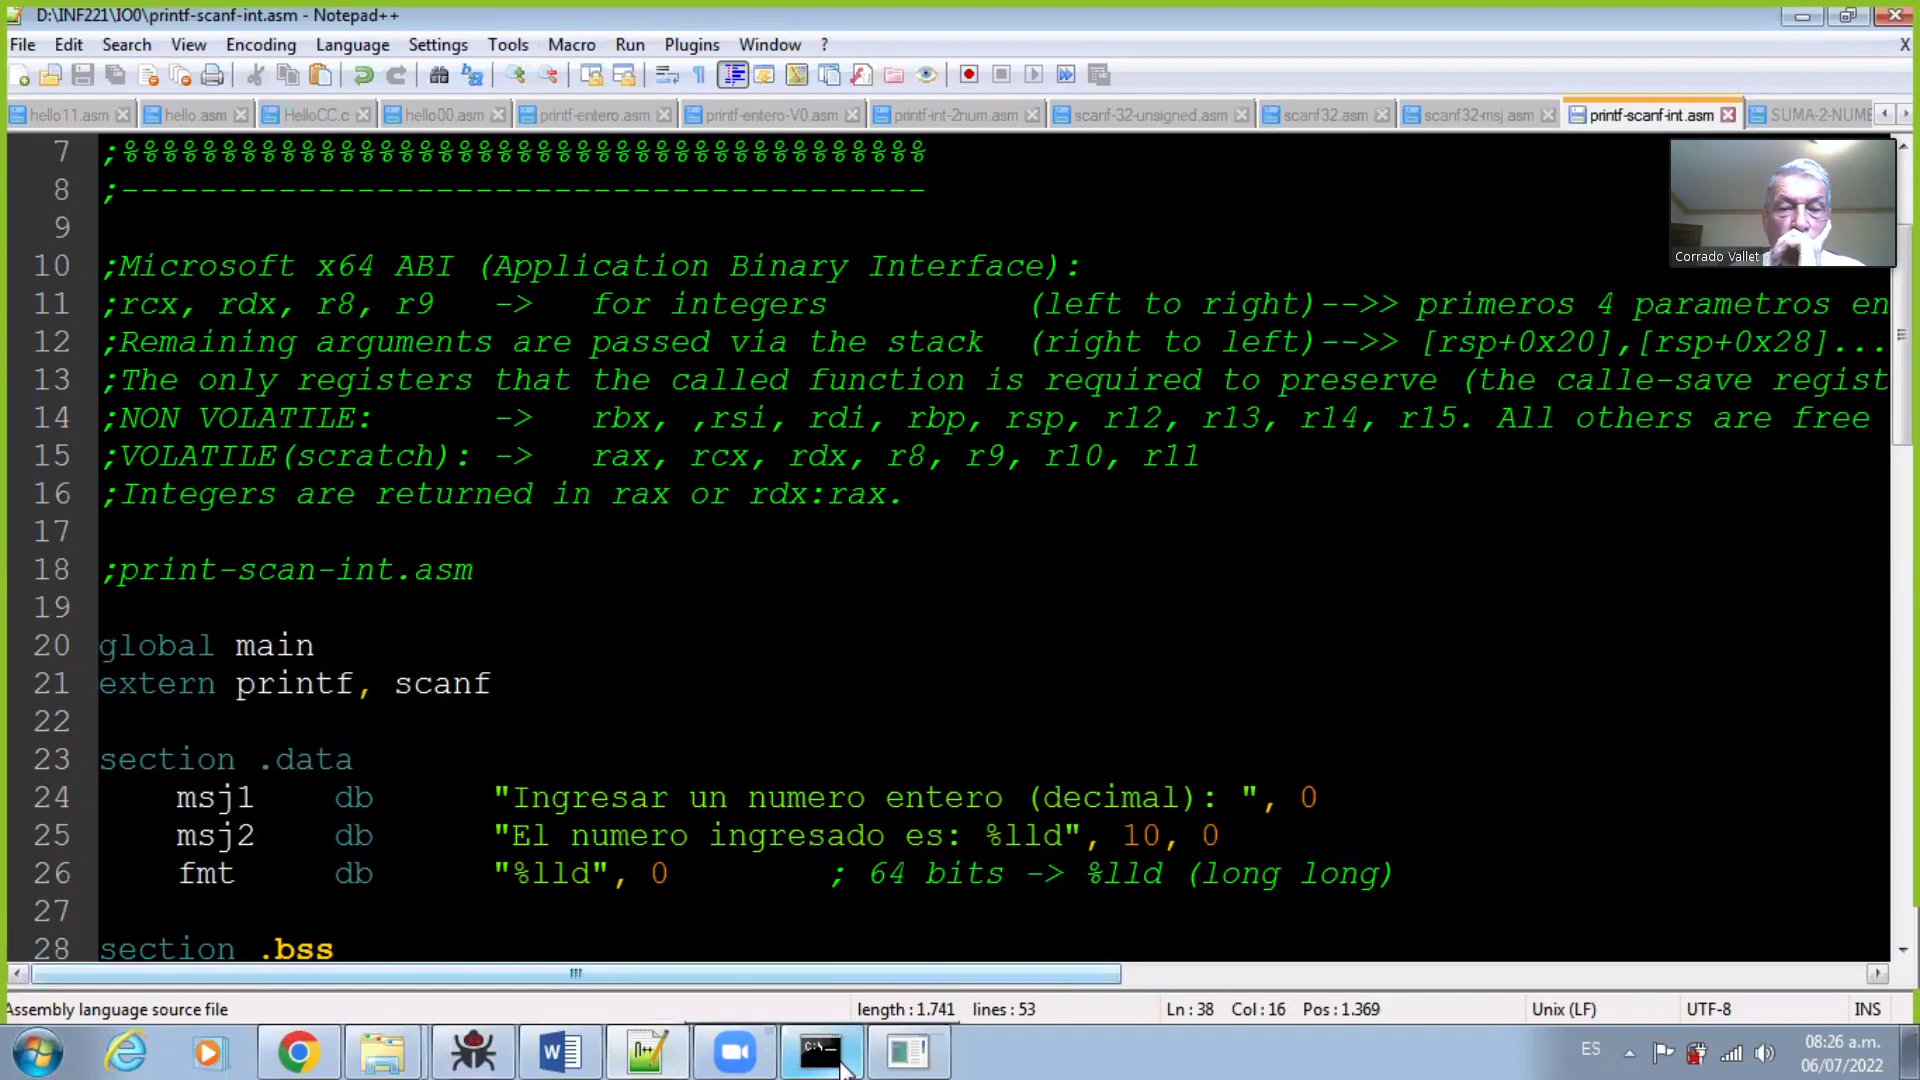 D:\INF221\IO0\printf-scanf-int.asm - Notepad++
File Edit Search View Encoding Language Settings Tools Macro Run Plugins Window ? X
hello11.asm hello.asm HelloCC.c hello00.asm printf-entero.asm printf-entero-V0.asm printf-int-2num.asm scanf-32-unsigned.asm scanf32.asm scanf32-msj.asm printf-scanf-int.asm SUMA-2-NUME
7 ;%%%%%%%%%%%%%%%%%%%%%%%%%%%%%%%%%%%%%%%%%
8 ;-----------------------------------------
9
10 ;Microsoft x64 ABI (Application Binary Interface):
11 ;rcx, rdx, r8, r9 -> for integers (left to right)-->> primeros 4 parametros en
12 ;Remaining arguments are passed via the stack (right to left)-->> [rsp+0x20],[rsp+0x28]...
13 ;The only registers that the called function is required to preserve (the calle-save regist
14 ;NON VOLATILE: -> rbx, ,rsi, rdi, rbp, rsp, r12, r13, r14, r15. All others are free
15 ;VOLATILE(scratch): -> rax, rcx, rdx, r8, r9, r10, r11
16 ;Integers are returned in rax or rdx:rax.
17
18 ;print-scan-int.asm
19
20 global main
21 extern printf, scanf
22
23 section .data
24 msj1 db "Ingresar un numero entero (decimal): ", 0
25 msj2 db "El numero ingresado es: %lld", 10, 0
26 fmt db "%lld", 0 ; 64 bits -> %lld (long long)
27
28 section .bss
Corrado Vallet
Assembly language source file length : 1.741 lines : 53 Ln : 38 Col : 16 Pos : 1.369 Unix (LF) UTF-8 INS
C:\
ES
08:26 a.m.
06/07/2022